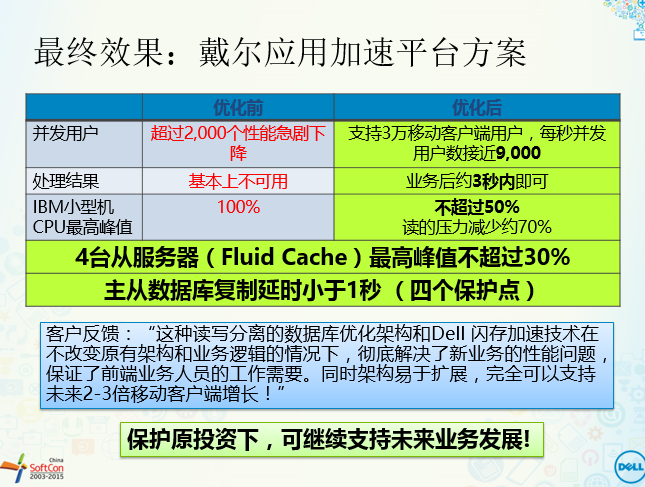 最终效果：戴尔应用加速平台方案
优化前 优化后
并发用户 超过2,000个性能急剧下降 支持3万移动客户端用户，每秒并发用户数接近9,000
处理结果 基本上不可用 业务后约3秒内即可
IBM小型机CPU最高峰值 100% 不超过50%
读的压力减少约70%
4台从服务器（Fluid Cache）最高峰值不超过30%
主从数据库复制延时小于1秒 （四个保护点）
客户反馈：“这种读写分离的数据库优化架构和Dell 闪存加速技术在
不改变原有架构和业务逻辑的情况下，彻底解决了新业务的性能问题，
保证了前端业务人员的工作需要。同时架构易于扩展，完全可以支持
未来2-3倍移动客户端增长！”
保护原投资下，可继续支持未来业务发展!
China
SoftCon
2003-2015
DELL